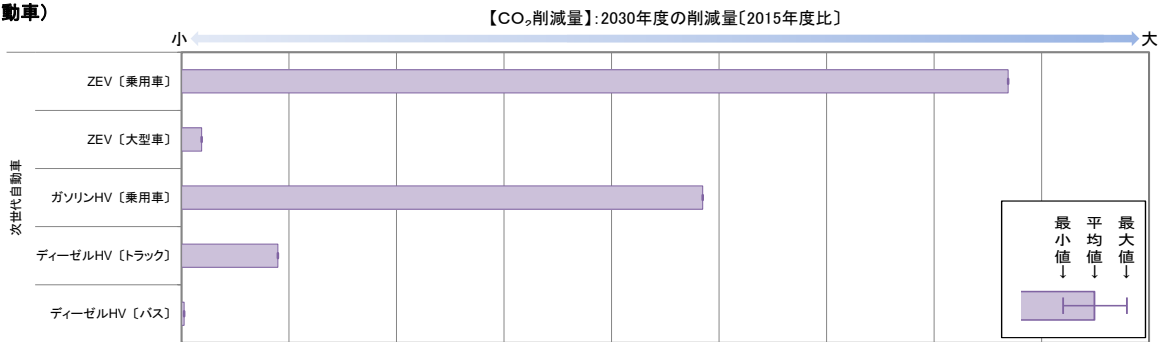 動車)
【CO₂削減量】:2030年度の削減量〔2015年度比〕
小
大
次世代自動車
ZEV〔乗用車〕
ZEV〔大型車〕
ガソリンHV〔乗用車〕
ディーゼルHV〔トラック〕
ディーゼルHV〔バス〕
最小値↓
平均値↓
最大値↓